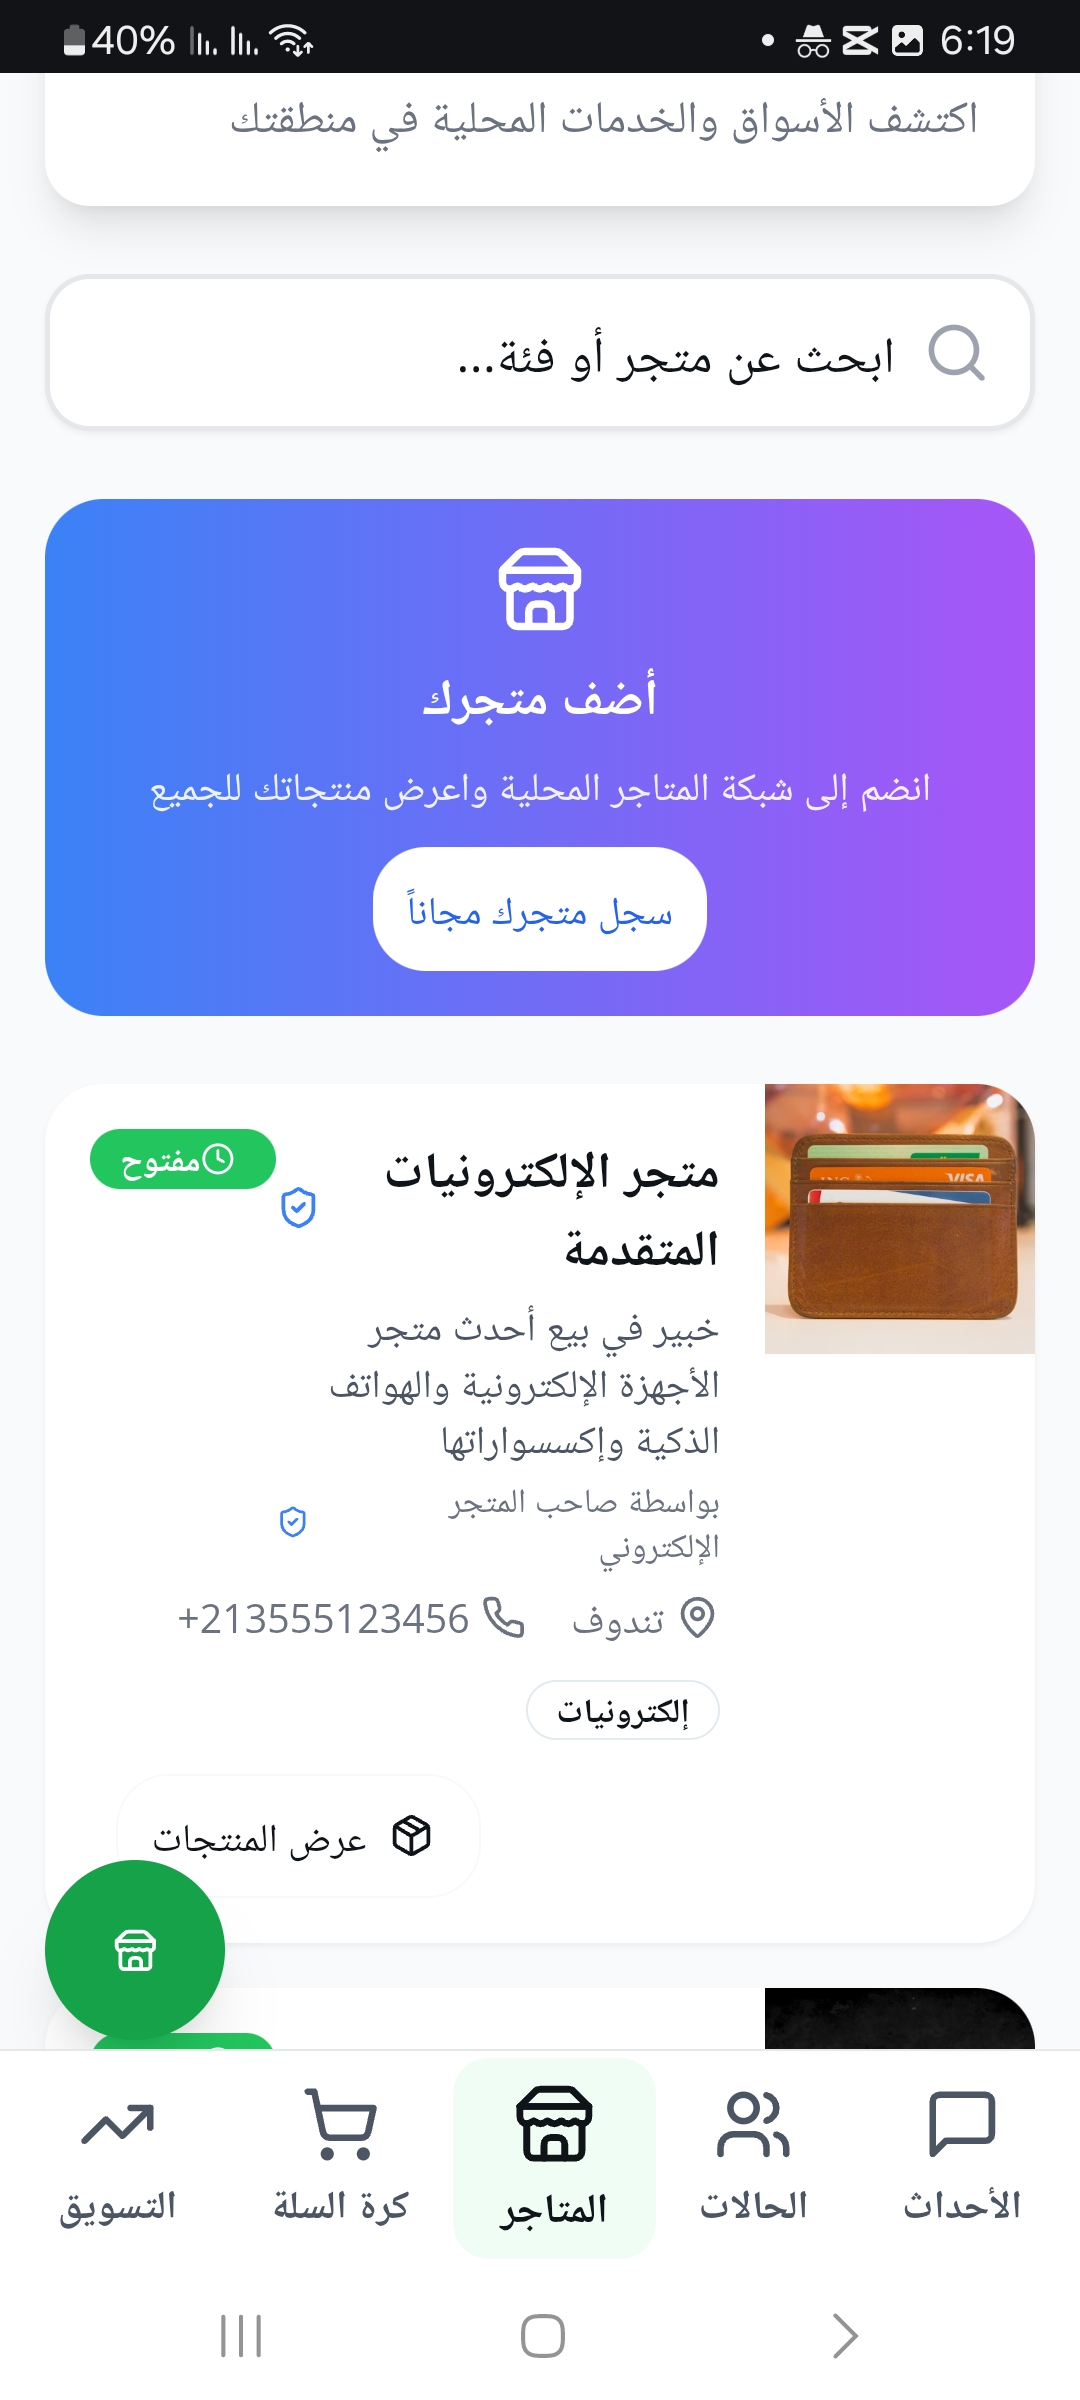 40%
6:19
اكتشف الأسواق والخدمات المحلية في منطقتك
ابحث عن متجر أو فئة...
أضف متجرك
انضم إلى شبكة المتاجر المحلية واعرض منتجاتك للجميع
سجل متجرك مجاناً
VISA
متجر الإلكترونيات
المتقدمة
مفتوح
خبير في بيع أحدث متجر
الأجهزة الإلكترونية والهواتف
الذكية وإكسسواراتها
بواسطة صاحب المتجر
الإلكتروني
تندوف
+213555123456
إلكترونيات
عرض المنتجات
الأحداث
الحالات
المتاجر
كرة السلة
التسويق